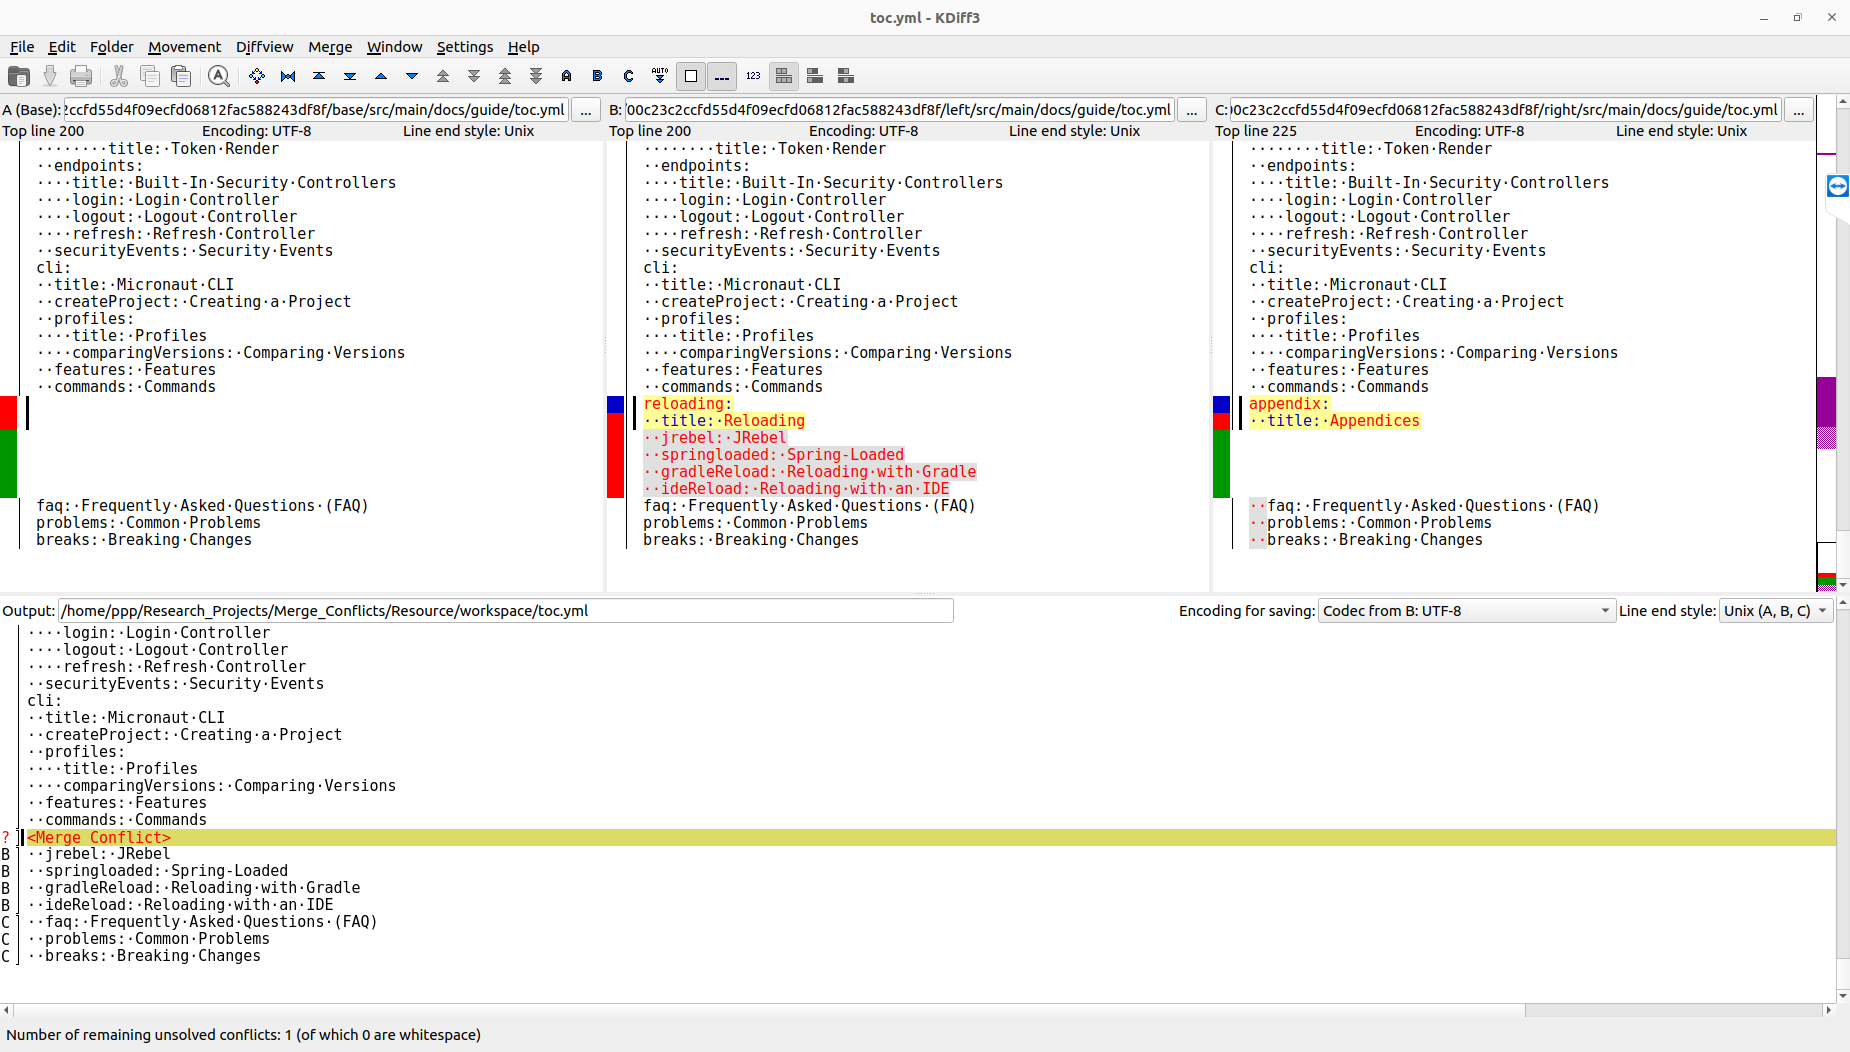 toc.yml - KDiff3
File Edit Folder Movement Diffview Merge Window Settings Help
A B C AUTO 123
A (Base): ccfd55d4f09ecfd06812fac588243df8f/base/src/main/docs/guide/toc.yml ...
Top line 200 Encoding: UTF-8 Line end style: Unix
········title:·Token·Render
··endpoints:
····title:·Built-In·Security·Controllers
····login:·Login·Controller
····logout:·Logout·Controller
····refresh:·Refresh·Controller
··securityEvents:·Security·Events
cli:
··title:·Micronaut·CLI
··createProject:·Creating·a·Project
··profiles:
····title:·Profiles
····comparingVersions:·Comparing·Versions
··features:·Features
··commands:·Commands
faq:·Frequently·Asked·Questions·(FAQ)
problems:·Common·Problems
breaks:·Breaking·Changes
B: 00c23c2ccfd55d4f09ecfd06812fac588243df8f/left/src/main/docs/guide/toc.yml ...
Top line 200 Encoding: UTF-8 Line end style: Unix
········title:·Token·Render
··endpoints:
····title:·Built-In·Security·Controllers
····login:·Login·Controller
····logout:·Logout·Controller
····refresh:·Refresh·Controller
··securityEvents:·Security·Events
cli:
··title:·Micronaut·CLI
··createProject:·Creating·a·Project
··profiles:
····title:·Profiles
····comparingVersions:·Comparing·Versions
··features:·Features
··commands:·Commands
reloading:
··title:·Reloading
··jrebel:·JRebel
··springloaded:·Spring-Loaded
··gradleReload:·Reloading·with·Gradle
··ideReload:·Reloading·with·an·IDE
faq:·Frequently·Asked·Questions·(FAQ)
problems:·Common·Problems
breaks:·Breaking·Changes
C: 00c23c2ccfd55d4f09ecfd06812fac588243df8f/right/src/main/docs/guide/toc.yml ...
Top line 225 Encoding: UTF-8 Line end style: Unix
········title:·Token·Render
··endpoints:
····title:·Built-In·Security·Controllers
····login:·Login·Controller
····logout:·Logout·Controller
····refresh:·Refresh·Controller
··securityEvents:·Security·Events
cli:
··title:·Micronaut·CLI
··createProject:·Creating·a·Project
··profiles:
····title:·Profiles
····comparingVersions:·Comparing·Versions
··features:·Features
··commands:·Commands
appendix:
··title:·Appendices
··faq:·Frequently·Asked·Questions·(FAQ)
··problems:·Common·Problems
··breaks:·Breaking·Changes
Output: /home/ppp/Research_Projects/Merge_Conflicts/Resource/workspace/toc.yml Encoding for saving: Codec from B: UTF-8 Line end style: Unix (A, B, C)
····login:·Login·Controller
····logout:·Logout·Controller
····refresh:·Refresh·Controller
··securityEvents:·Security·Events
cli:
··title:·Micronaut·CLI
··createProject:·Creating·a·Project
··profiles:
····title:·Profiles
····comparingVersions:·Comparing·Versions
··features:·Features
··commands:·Commands
? <Merge Conflict>
B ··jrebel:·JRebel
B ··springloaded:·Spring-Loaded
B ··gradleReload:·Reloading·with·Gradle
B ··ideReload:·Reloading·with·an·IDE
C ··faq:·Frequently·Asked·Questions·(FAQ)
C ··problems:·Common·Problems
C ··breaks:·Breaking·Changes
Number of remaining unsolved conflicts: 1 (of which 0 are whitespace)